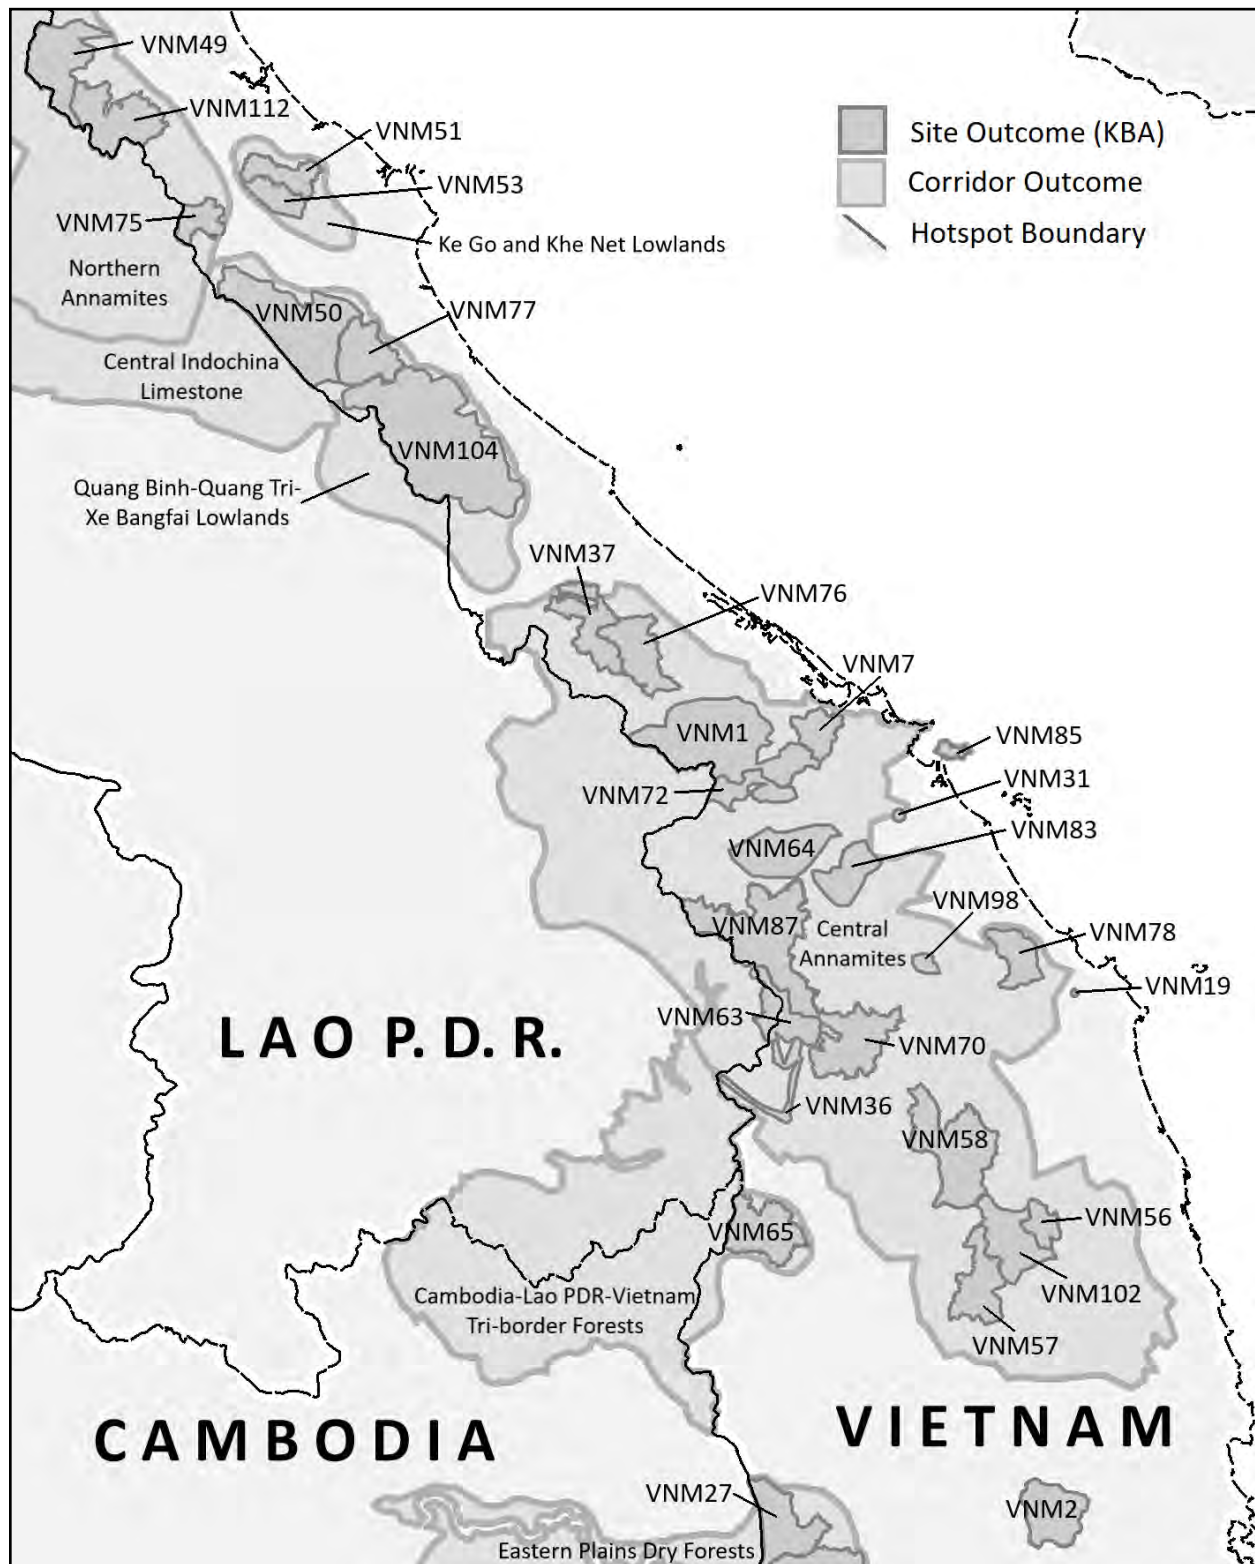 VNM49
VNM112
VNM51
VNM53
VNM75
Ke Go and Khe Net Lowlands
Site Outcome (KBA)
Corridor Outcome
Hotspot Boundary
Northern
Annamites
VNM50
VNM77
Central Indochina
Limestone
VNM104
Quang Binh-Quang Tri-
Xe Bangfai Lowlands
VNM37
VNM76
VNM7
VNM1
VNM85
VNM72
VNM31
VNM83
VNM64
VNM98
VNM87
Central
Annamites
VNM78
VNM19
VNM63
LAO P. D. R.
VNM70
VNM36
VNM58
VNM65
VNM56
VNM102
Cambodia-Lao PDR-Vietnam
Tri-border Forests
VNM57
CAMBODIA
VIETNAM
VNM27
VNM2
Eastern Plains Dry Forests